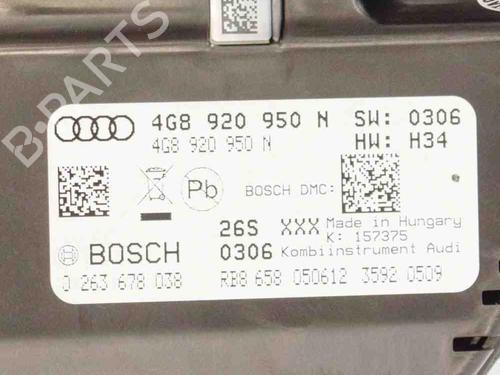 4G8 920 950 N SW: 0306
4G8 920 950 N HW: H34
Pb BOSCH DMC:
26S XXX Made in Hungary
K: 157375
BOSCH 0306 Kombiinstrument Audi
0 263 678 038 RB8 658 050612 3592 0509
B-PARTS